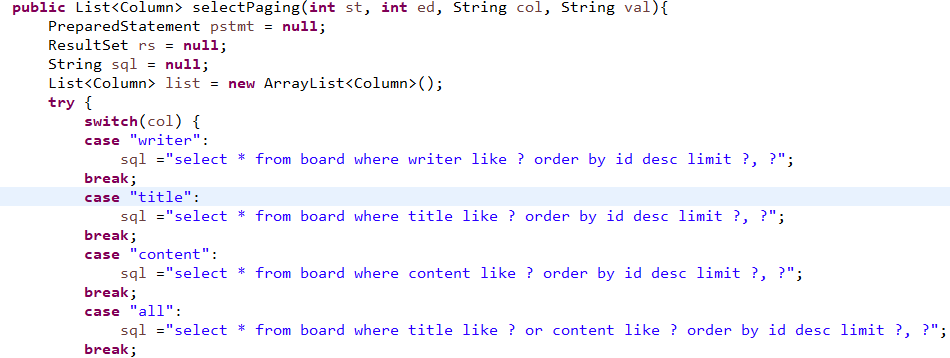 public List<Column> selectPaging(int st, int ed, String col, String val){
PreparedStatement pstmt = null;
ResultSet rs = null;
String sql = null;
List<Column> list = new ArrayList<Column>();
try {
switch(col) {
case "writer":
sql ="select * from board where writer like ? order by id desc limit ?, ?";
break;
case "title":
sql ="select * from board where title like ? order by id desc limit ?, ?";
break;
case "content":
sql ="select * from board where content like ? order by id desc limit ?, ?";
break;
case "all":
sql ="select * from board where title like ? or content like ? order by id desc limit ?, ?";
break;